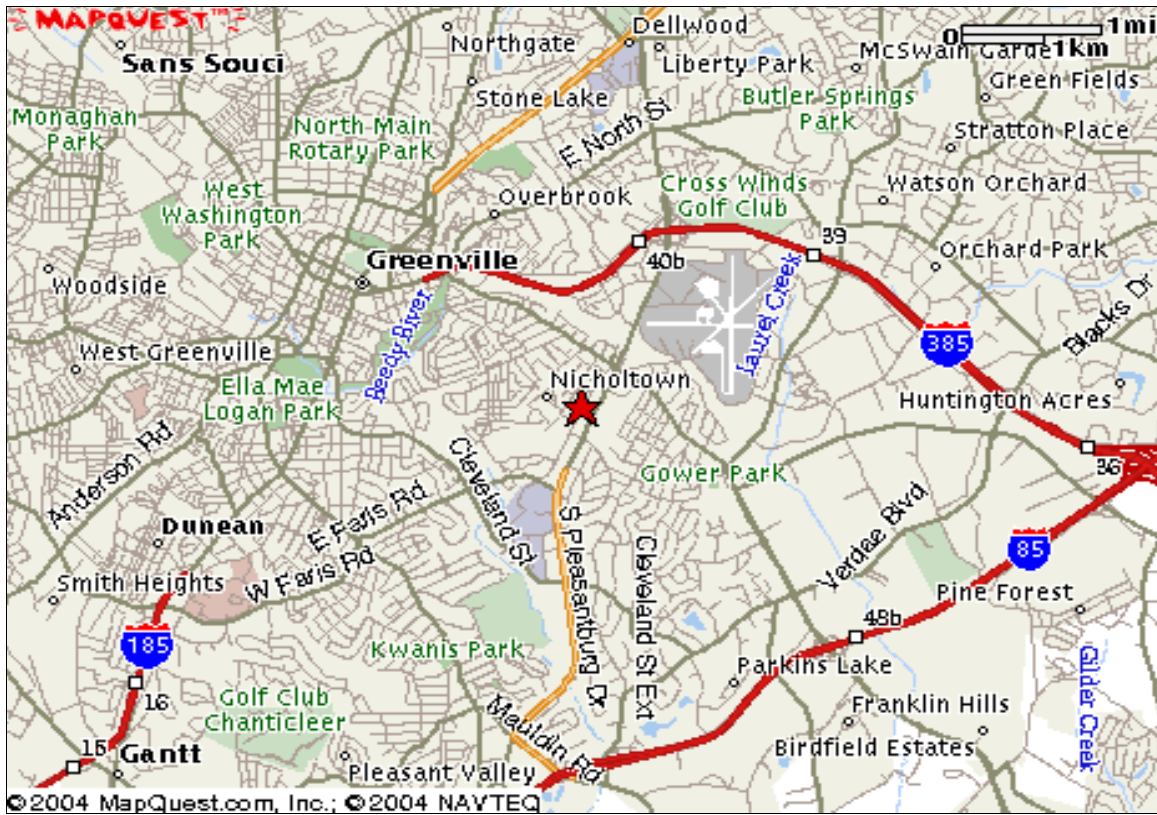 MAPQUEST™
Dellwood
0
1mi
1km
Northgate
McSwain Garde
Sans Souci
Liberty Park
Green Fields
Stone Lake
Butler Springs
Park
Monaghan
Park
North Main
Rotary Park
E North St
Stratton Place
West
Washington
Park
Overbrook
Cross Winds
Golf Club
Watson Orchard
39
Greenville
40b
Orchard Park
Woodside
Reedy River
Laurel Creek
Blacks Dr
385
West Greenville
Nicholtown
Ella Mae
Logan Park
Huntington Acres
Anderson Rd
Cleveland St
Gower Park
36
Dunean
E Faris Rd
S Pleasantburg Dr
Verdae Blvd
85
Smith Heights
W Faris Rd
Cleveland St Ext
Pine Forest
185
48b
Kwanis Park
Parkins Lake
Gilder Creek
16
Golf Club
Chanticleer
Mauldin Rd
Franklin Hills
15
Gantt
Birdfield Estates
Pleasant Valley
©2004 MapQuest.com, Inc.; ©2004 NAVTEQ